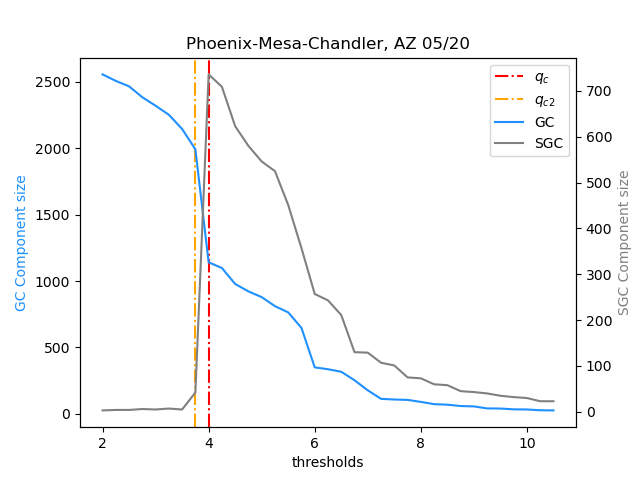 Phoenix-Mesa-Chandler, AZ 05/20
GC Component size
2500
2000
1500
1000
500
0
2
4
6
8
10
thresholds
700
600
500
400
300
200
100
0
SGC Component size
q_c
q_c2
GC
SGC